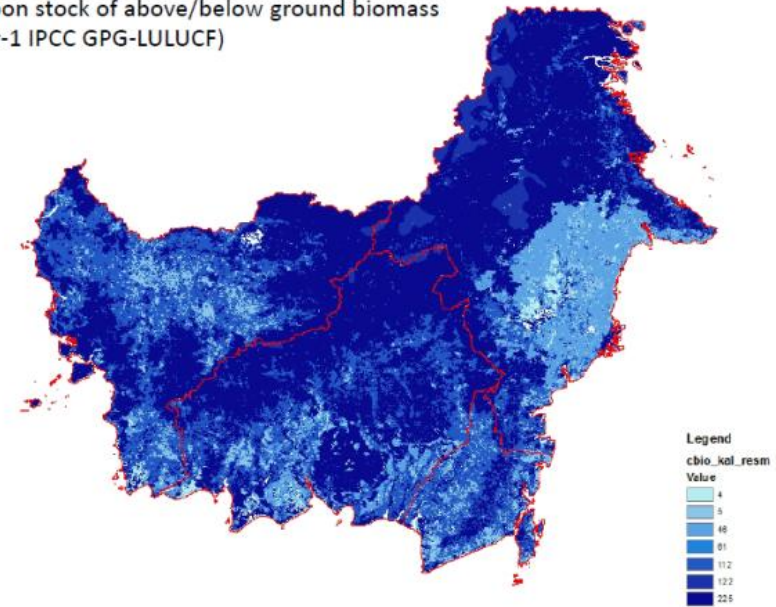 on stock of above/below ground biomass
-1 IPCC GPG-LULUCF)
Legend
cbio_kal_resm
Value
4
5
46
61
112
122
225